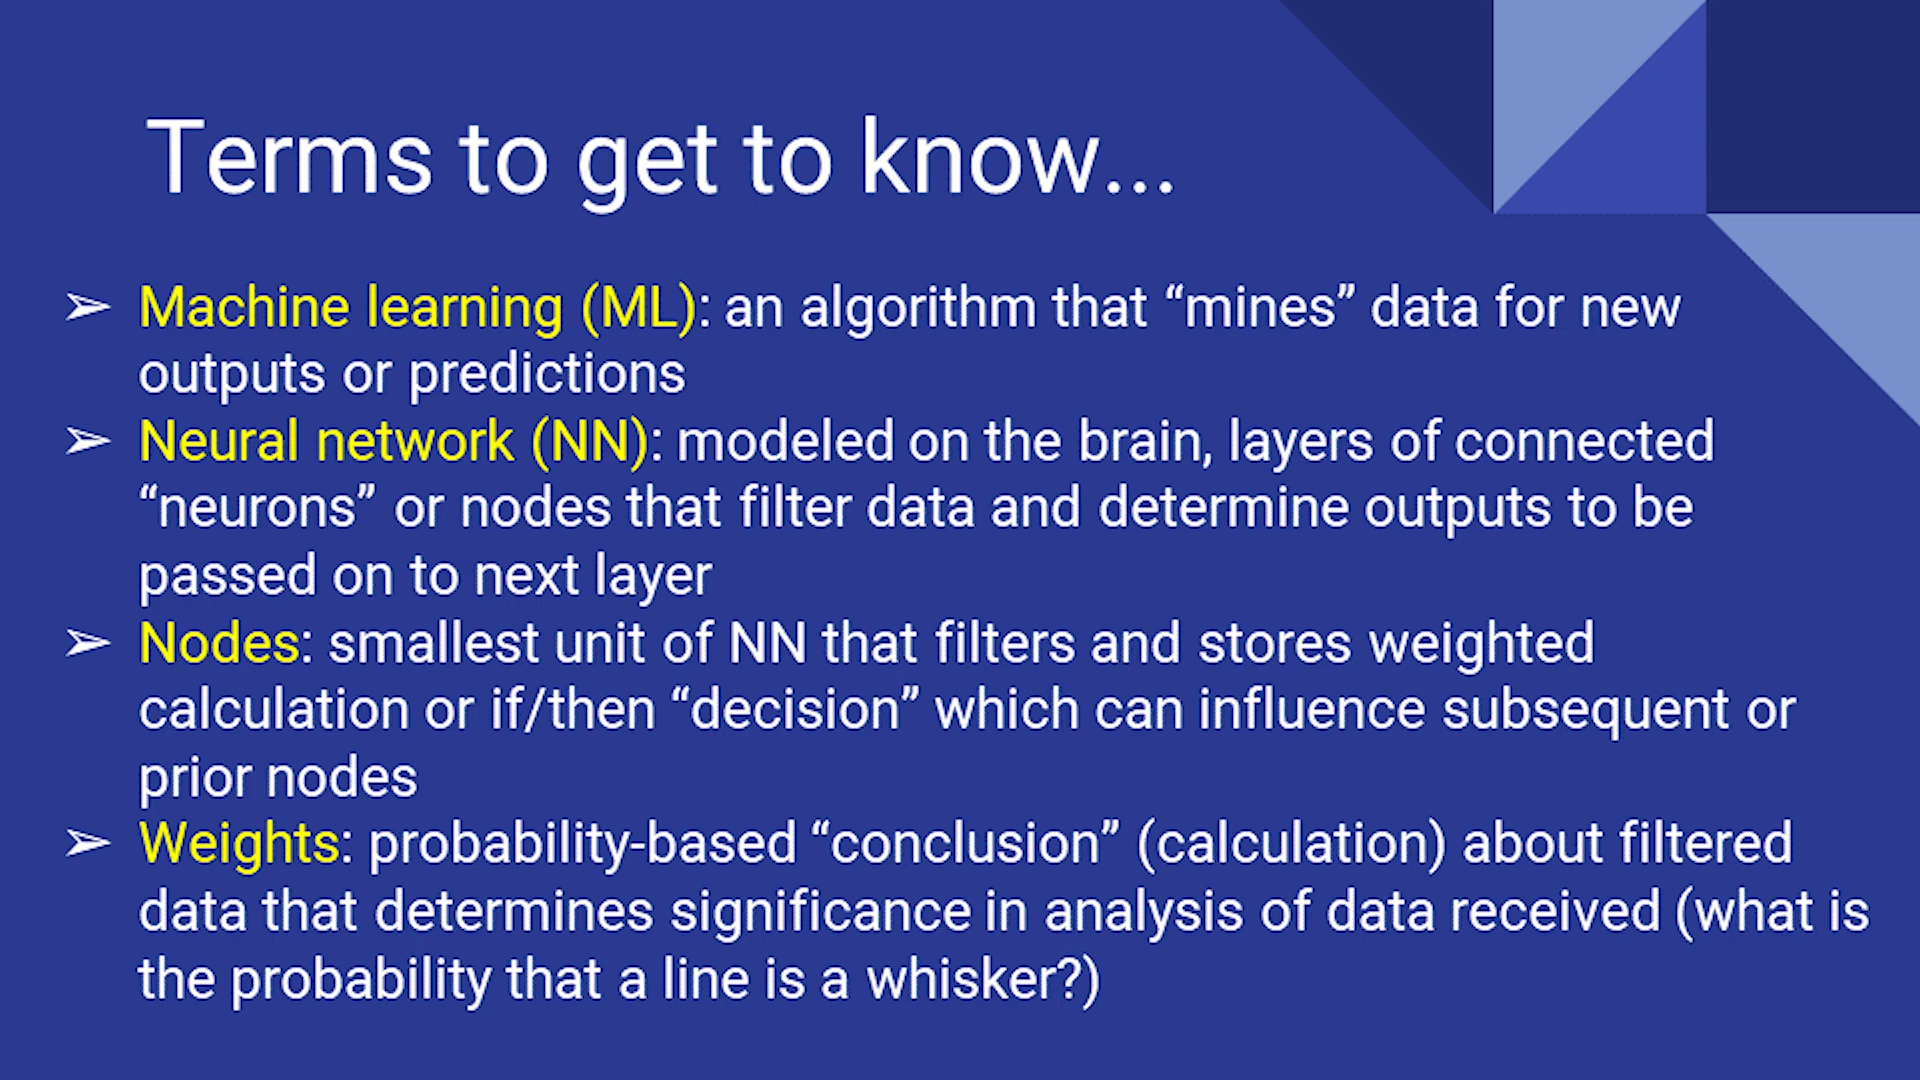 Terms to get to know...
➢ Machine learning (ML): an algorithm that “mines” data for new
outputs or predictions
➢ Neural network (NN): modeled on the brain, layers of connected
“neurons” or nodes that filter data and determine outputs to be
passed on to next layer
➢ Nodes: smallest unit of NN that filters and stores weighted
calculation or if/then “decision” which can influence subsequent or
prior nodes
➢ Weights: probability-based “conclusion” (calculation) about filtered
data that determines significance in analysis of data received (what is
the probability that a line is a whisker?)